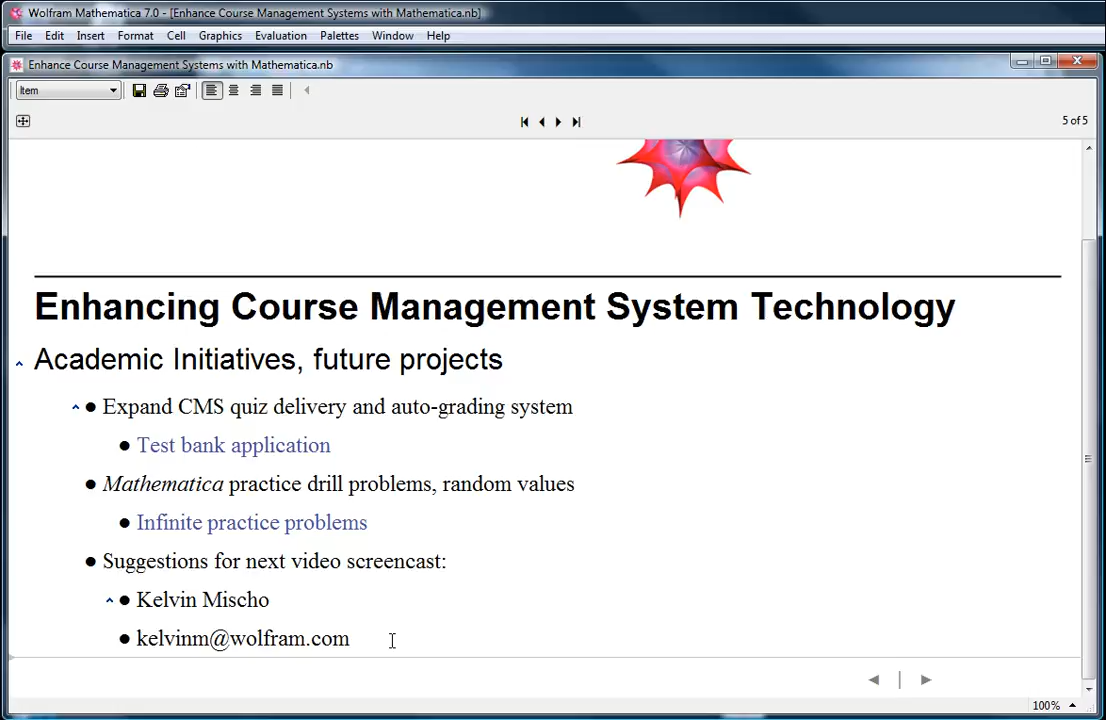 Wolfram Mathematica 7.0 - [Enhance Course Management Systems with Mathematica.nb]
File Edit Insert Format Cell Graphics Evaluation Palettes Window Help
Enhance Course Management Systems with Mathematica.nb
Item
5 of 5
Enhancing Course Management System Technology
Academic Initiatives, future projects
Expand CMS quiz delivery and auto-grading system
Test bank application
Mathematica practice drill problems, random values
Infinite practice problems
Suggestions for next video screencast:
Kelvin Mischo
kelvinm@wolfram.com
100%